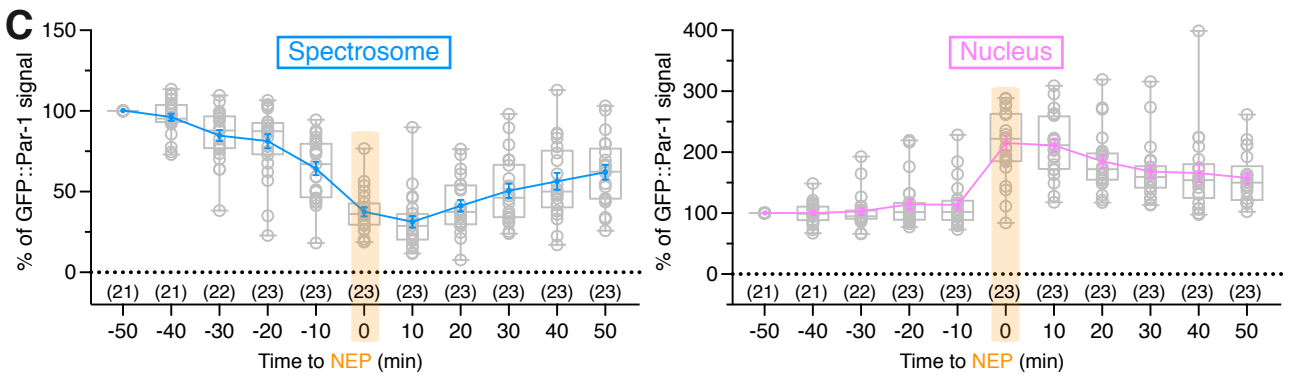 C
% of GFP::Par-1 signal
150
100
50
0
Spectrosome
(21) (21) (22) (23) (23) (23) (23) (23) (23) (23) (23)
-50 -40 -30 -20 -10 0 10 20 30 40 50
Time to NEP (min)
% of GFP::Par-1 signal
400
300
200
100
0
Nucleus
(21) (21) (22) (23) (23) (23) (23) (23) (23) (23) (23)
-50 -40 -30 -20 -10 0 10 20 30 40 50
Time to NEP (min)